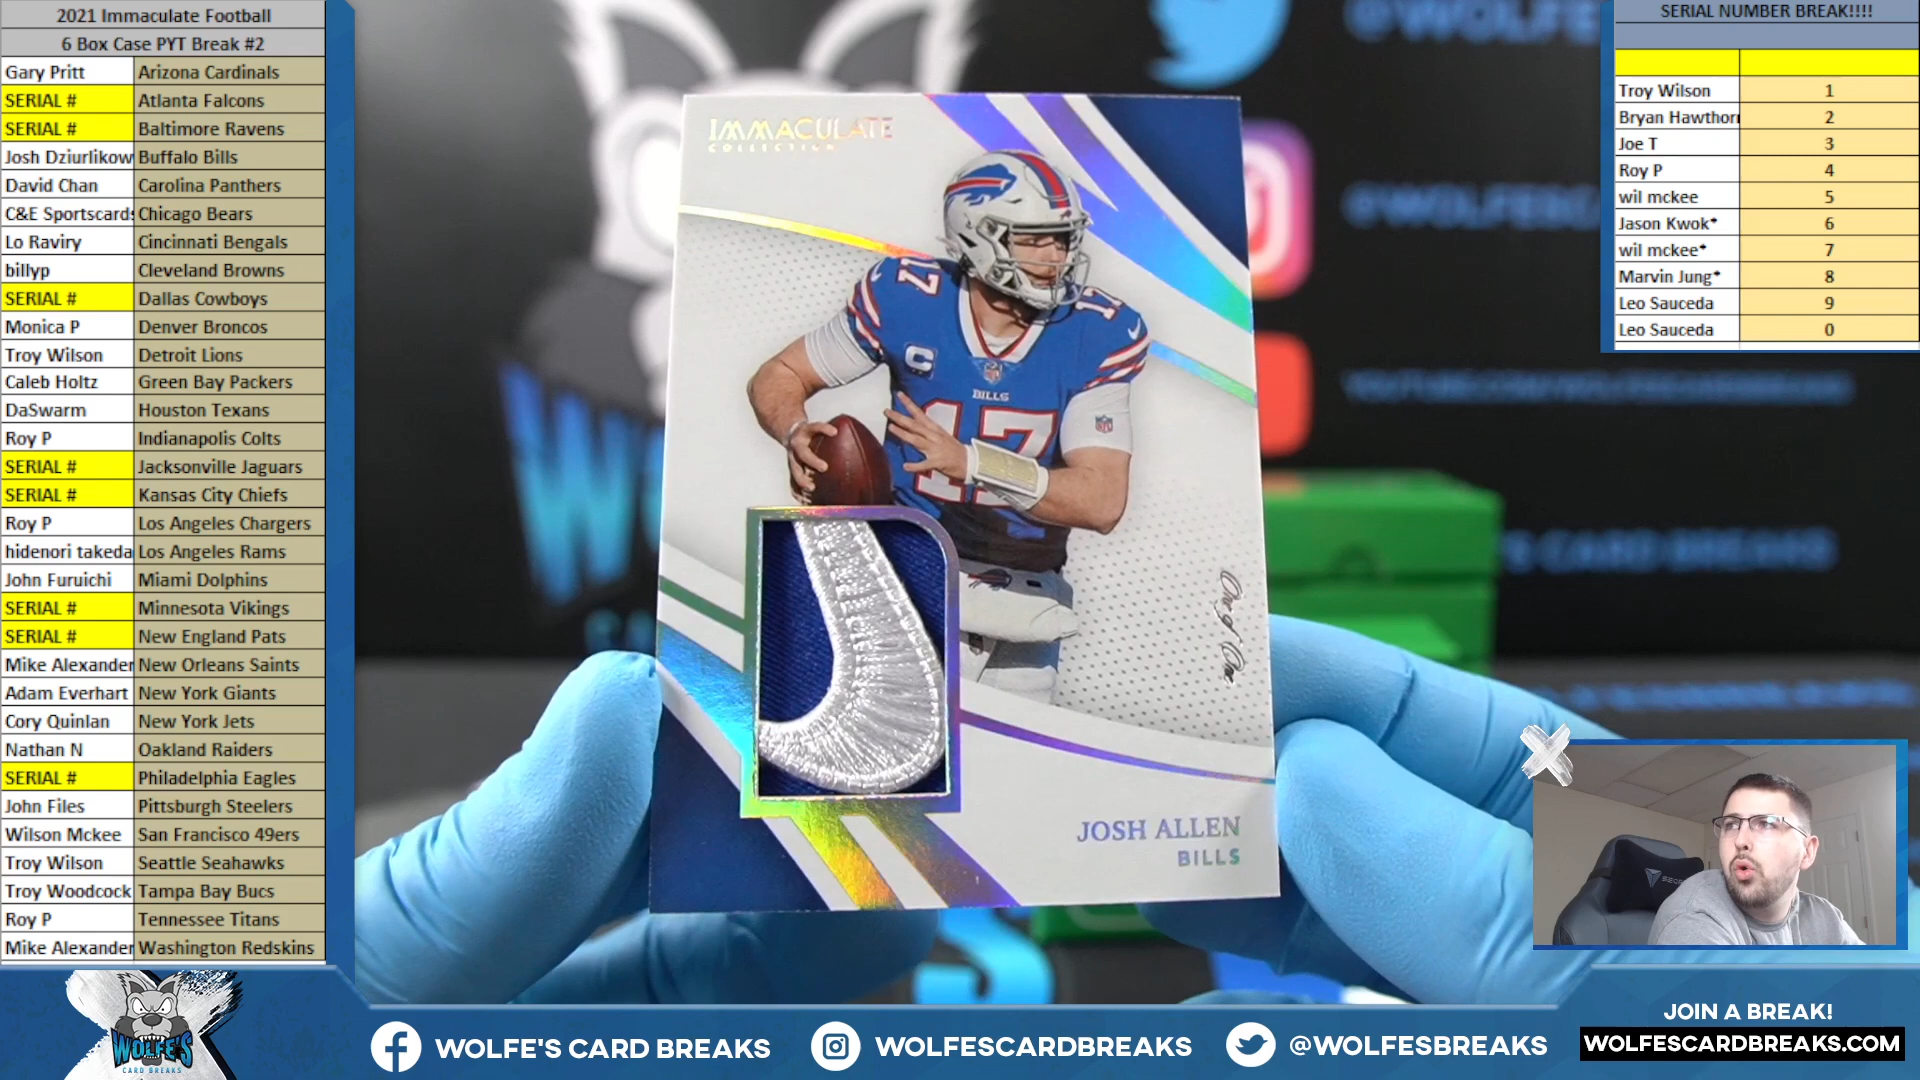 2021 Immaculate Football
6 Box Case PYT Break #2
Gary Pritt Arizona Cardinals
SERIAL # Atlanta Falcons
SERIAL # Baltimore Ravens
Josh Dziurlikow Buffalo Bills
David Chan Carolina Panthers
C&E Sportscards Chicago Bears
Lo Raviry Cincinnati Bengals
billyp Cleveland Browns
SERIAL # Dallas Cowboys
Monica P Denver Broncos
Troy Wilson Detroit Lions
Caleb Holtz Green Bay Packers
DaSwarm Houston Texans
Roy P Indianapolis Colts
SERIAL # Jacksonville Jaguars
SERIAL # Kansas City Chiefs
Roy P Los Angeles Chargers
hidenori takeda Los Angeles Rams
John Furuichi Miami Dolphins
SERIAL # Minnesota Vikings
SERIAL # New England Pats
Mike Alexander New Orleans Saints
Adam Everhart New York Giants
Cory Quinlan New York Jets
Nathan N Oakland Raiders
SERIAL # Philadelphia Eagles
John Files Pittsburgh Steelers
Wilson Mckee San Francisco 49ers
Troy Wilson Seattle Seahawks
Troy Woodcock Tampa Bay Bucs
Roy P Tennessee Titans
Mike Alexander Washington Redskins
IMMACULATE
COLLECTION
17
17
C
BILLS
17
One of One
JOSH ALLEN
BILLS
@WOLFES
@WOLFESCA
YOUTUBE.COM/WOLFESCARDBREAKS
'S CARD BREAKS
SERIAL NUMBER BREAK!!!!
Troy Wilson 1
Bryan Hawthorn 2
Joe T 3
Roy P 4
wil mckee 5
Jason Kwok* 6
wil mckee* 7
Marvin Jung* 8
Leo Sauceda 9
Leo Sauceda 0
WOLFE'S
CARD BREAKS
WOLFE'S CARD BREAKS
WOLFESCARDBREAKS
@WOLFESBREAKS
JOIN A BREAK!
WOLFESCARDBREAKS.COM